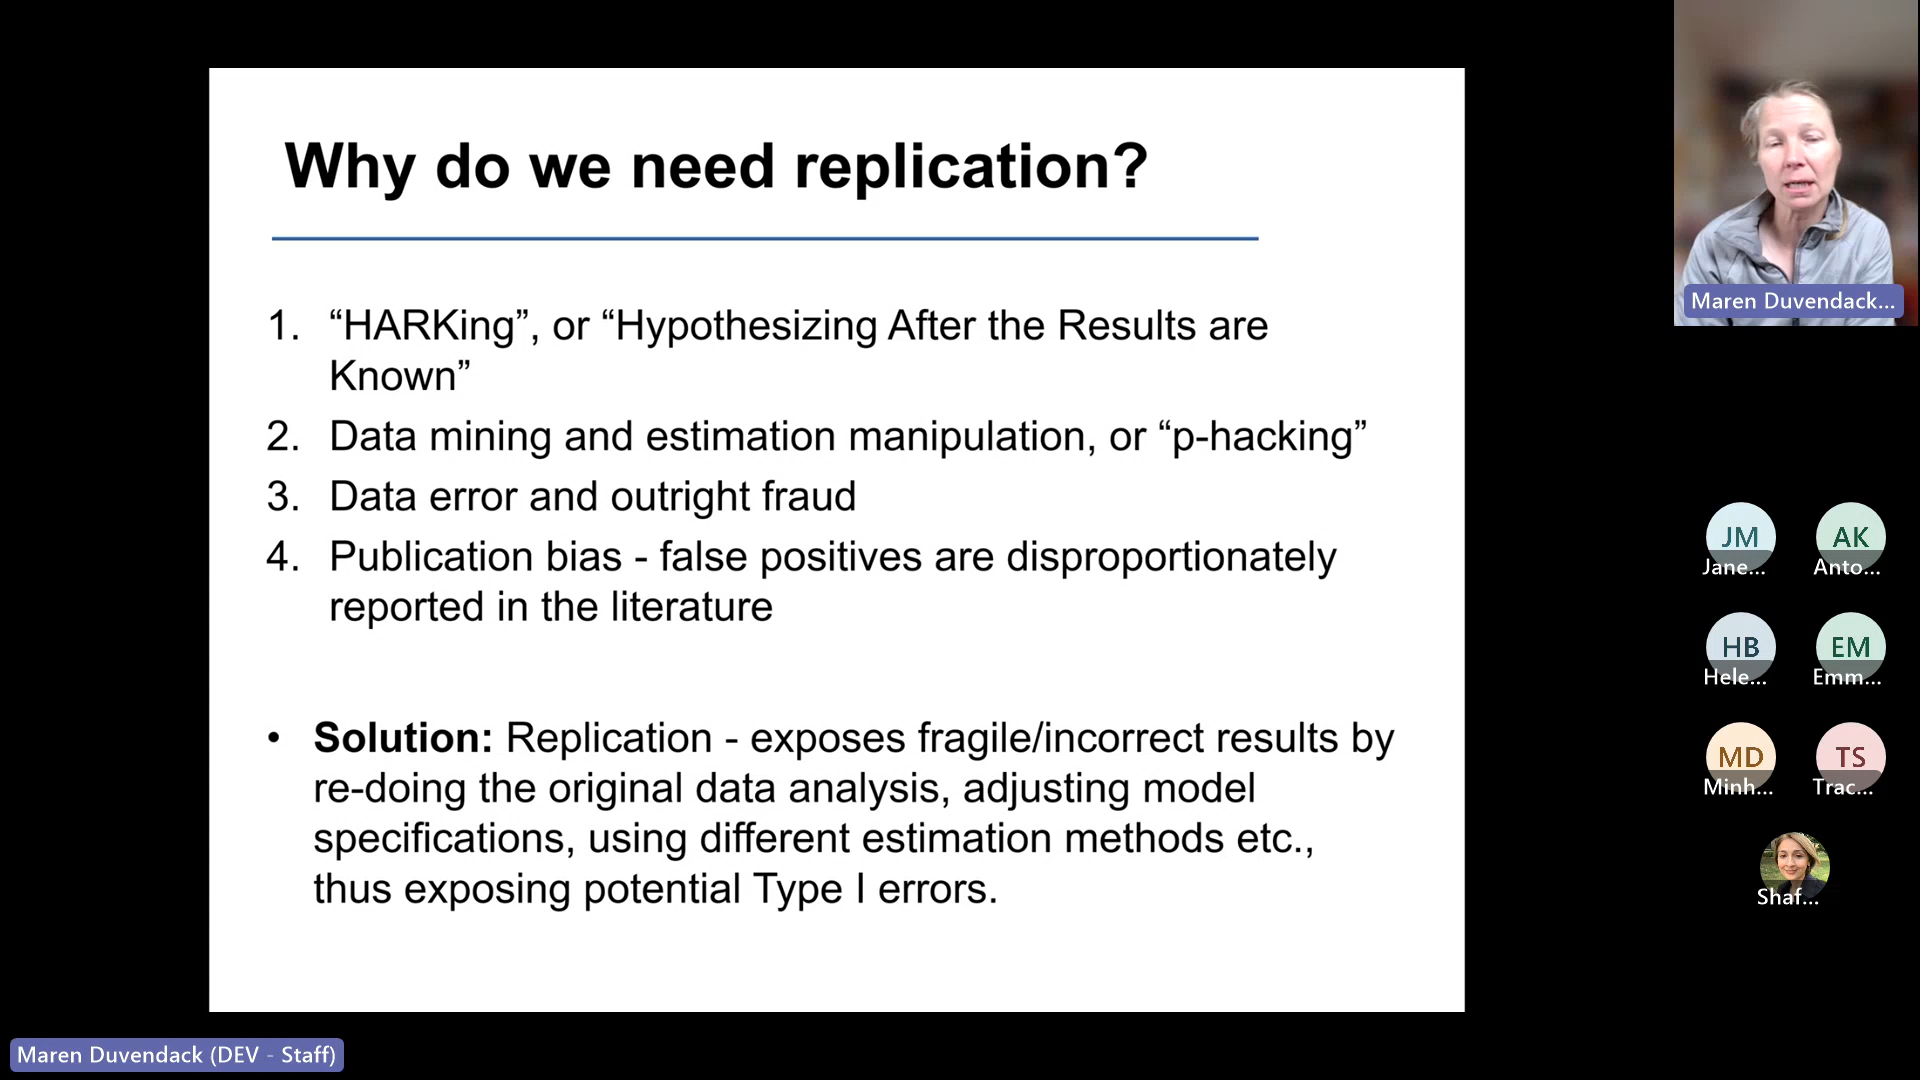 Why do we need replication?
1. “HARKing”, or “Hypothesizing After the Results are
Known”
2. Data mining and estimation manipulation, or “p-hacking”
3. Data error and outright fraud
4. Publication bias - false positives are disproportionately
reported in the literature
• Solution: Replication - exposes fragile/incorrect results by
re-doing the original data analysis, adjusting model
specifications, using different estimation methods etc.,
thus exposing potential Type I errors.
Maren Duvendack...
JM
Jane...
AK
Anto...
HB
Hele...
EM
Emm...
MD
Minh...
TS
Trac...
Shaf...
Maren Duvendack (DEV - Staff)